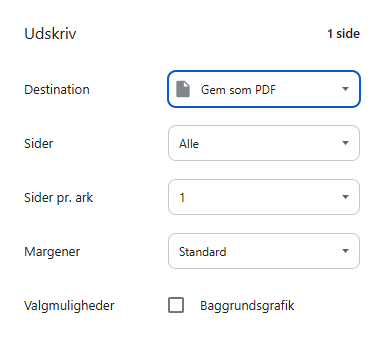 Udskriv 1 side
Destination Gem som PDF
Sider Alle
Sider pr. ark 1
Margener Standard
Valgmuligheder Baggrundsgrafik